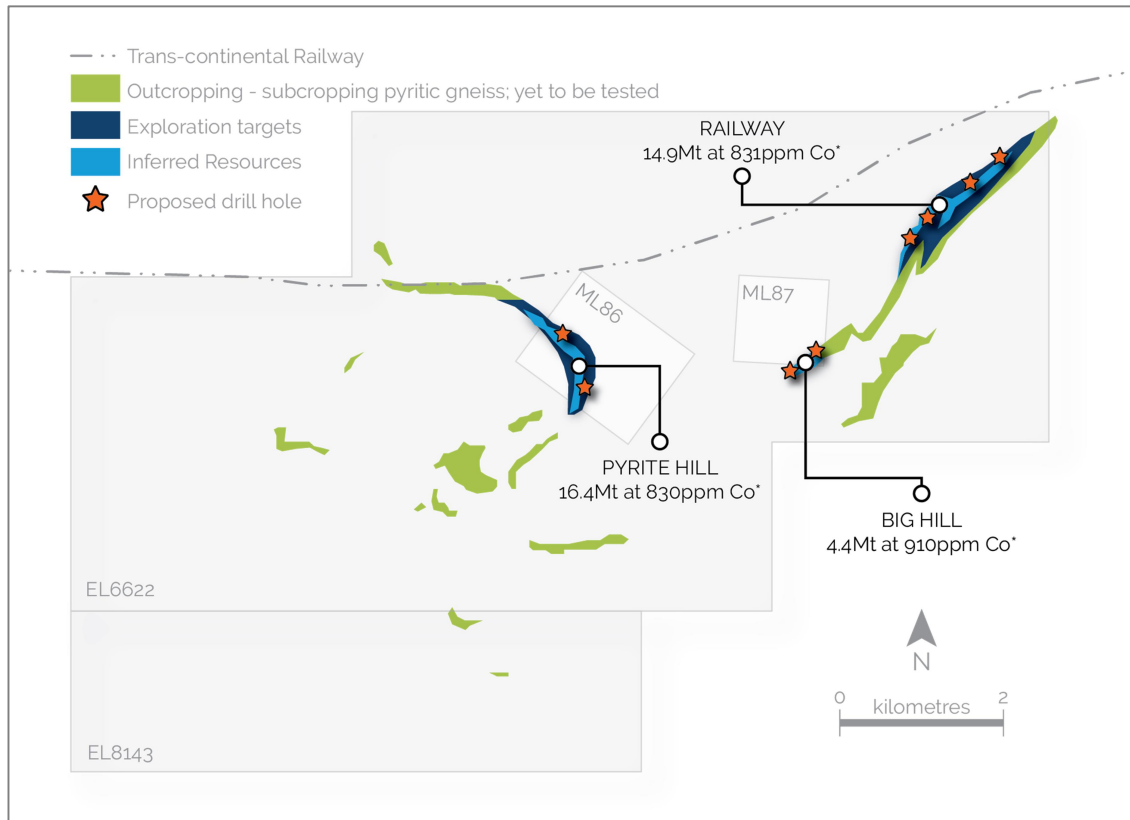 Trans-continental Railway
Outcropping - subcropping pyritic gneiss; yet to be tested
Exploration targets
Inferred Resources
Proposed drill hole
RAILWAY
14.9Mt at 831ppm Co*
ML86
ML87
PYRITE HILL
16.4Mt at 830ppm Co*
BIG HILL
4.4Mt at 910ppm Co*
EL6622
EL8143
N
0 kilometres 2